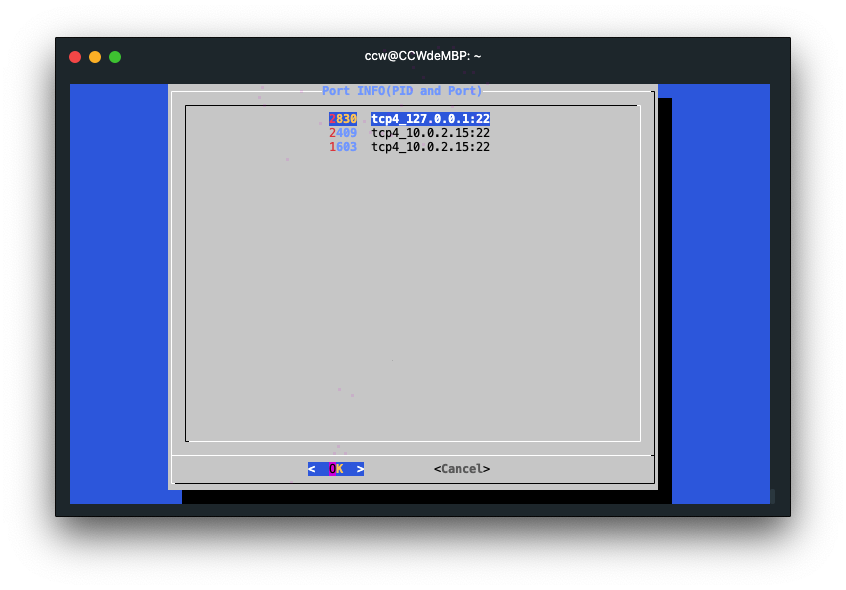 ccw@CCWdeMBP: ~
Port INFO(PID and Port)
2830 tcp4_127.0.0.1:22
2409 tcp4_10.0.2.15:22
1603 tcp4_10.0.2.15:22
< OK > <Cancel>